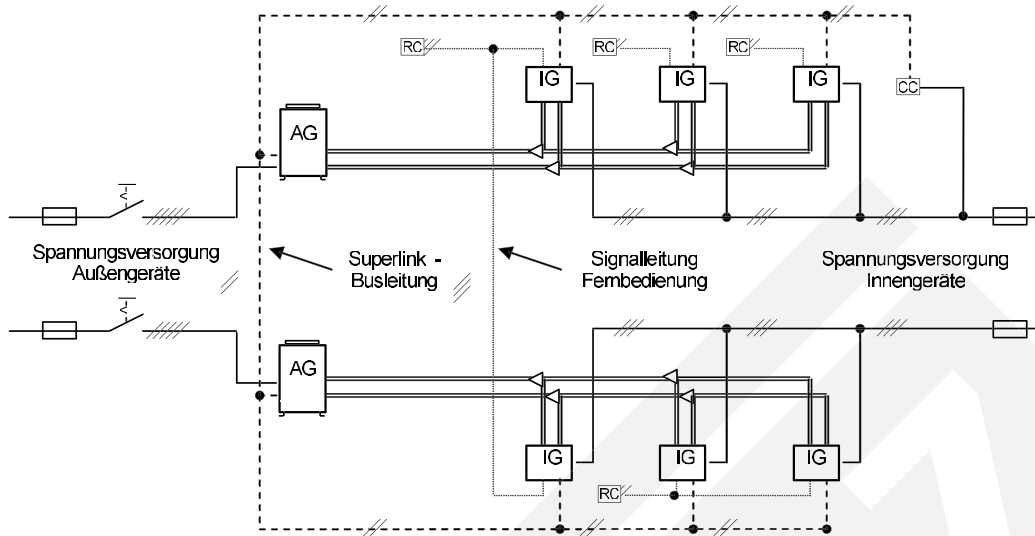 RC
RC
RC
IG
IG
IG
CC
AG
Spannungsversorgung
Außengeräte
Superlink -
Busleitung
Signalleitung
Fernbedienung
Spannungsversorgung
Innengeräte
AG
IG
IG
IG
RC